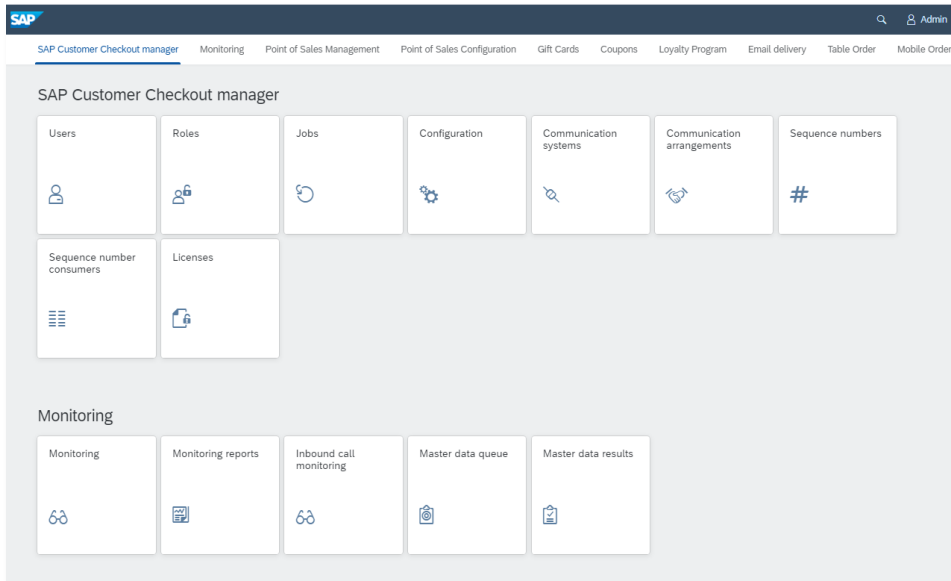 SAP
Admin
SAP Customer Checkout manager
Monitoring
Point of Sales Management
Point of Sales Configuration
Gift Cards
Coupons
Loyalty Program
Email delivery
Table Order
Mobile Order
SAP Customer Checkout manager
Users
Roles
Jobs
Configuration
Communication
systems
Communication
arrangements
Sequence numbers
Sequence number
consumers
Licenses
Monitoring
Monitoring
Monitoring reports
Inbound call
monitoring
Master data queue
Master data results